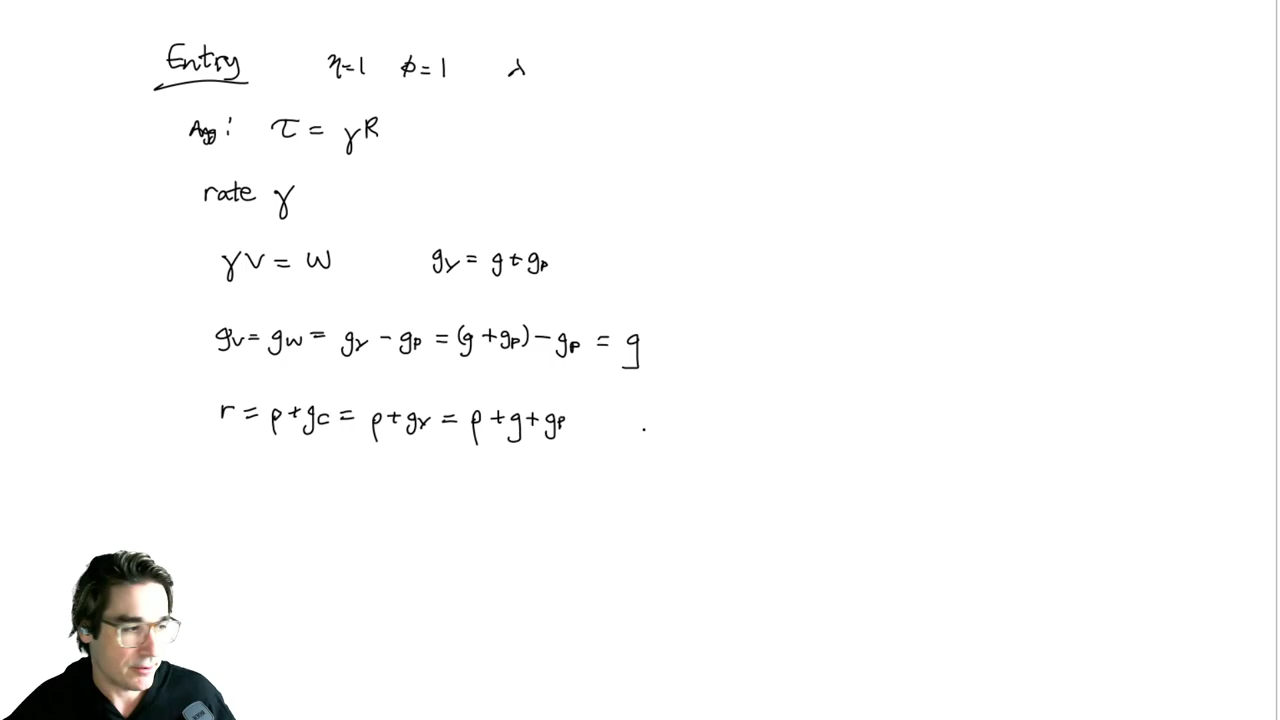 Entry η=1 φ=1 λ
Agg: τ = γR
rate γ
γV = w gY = g + gP
gV = gw = gY - gP = (g + gP) - gP = g
r = ρ + gC = ρ + gY = ρ + g + gP